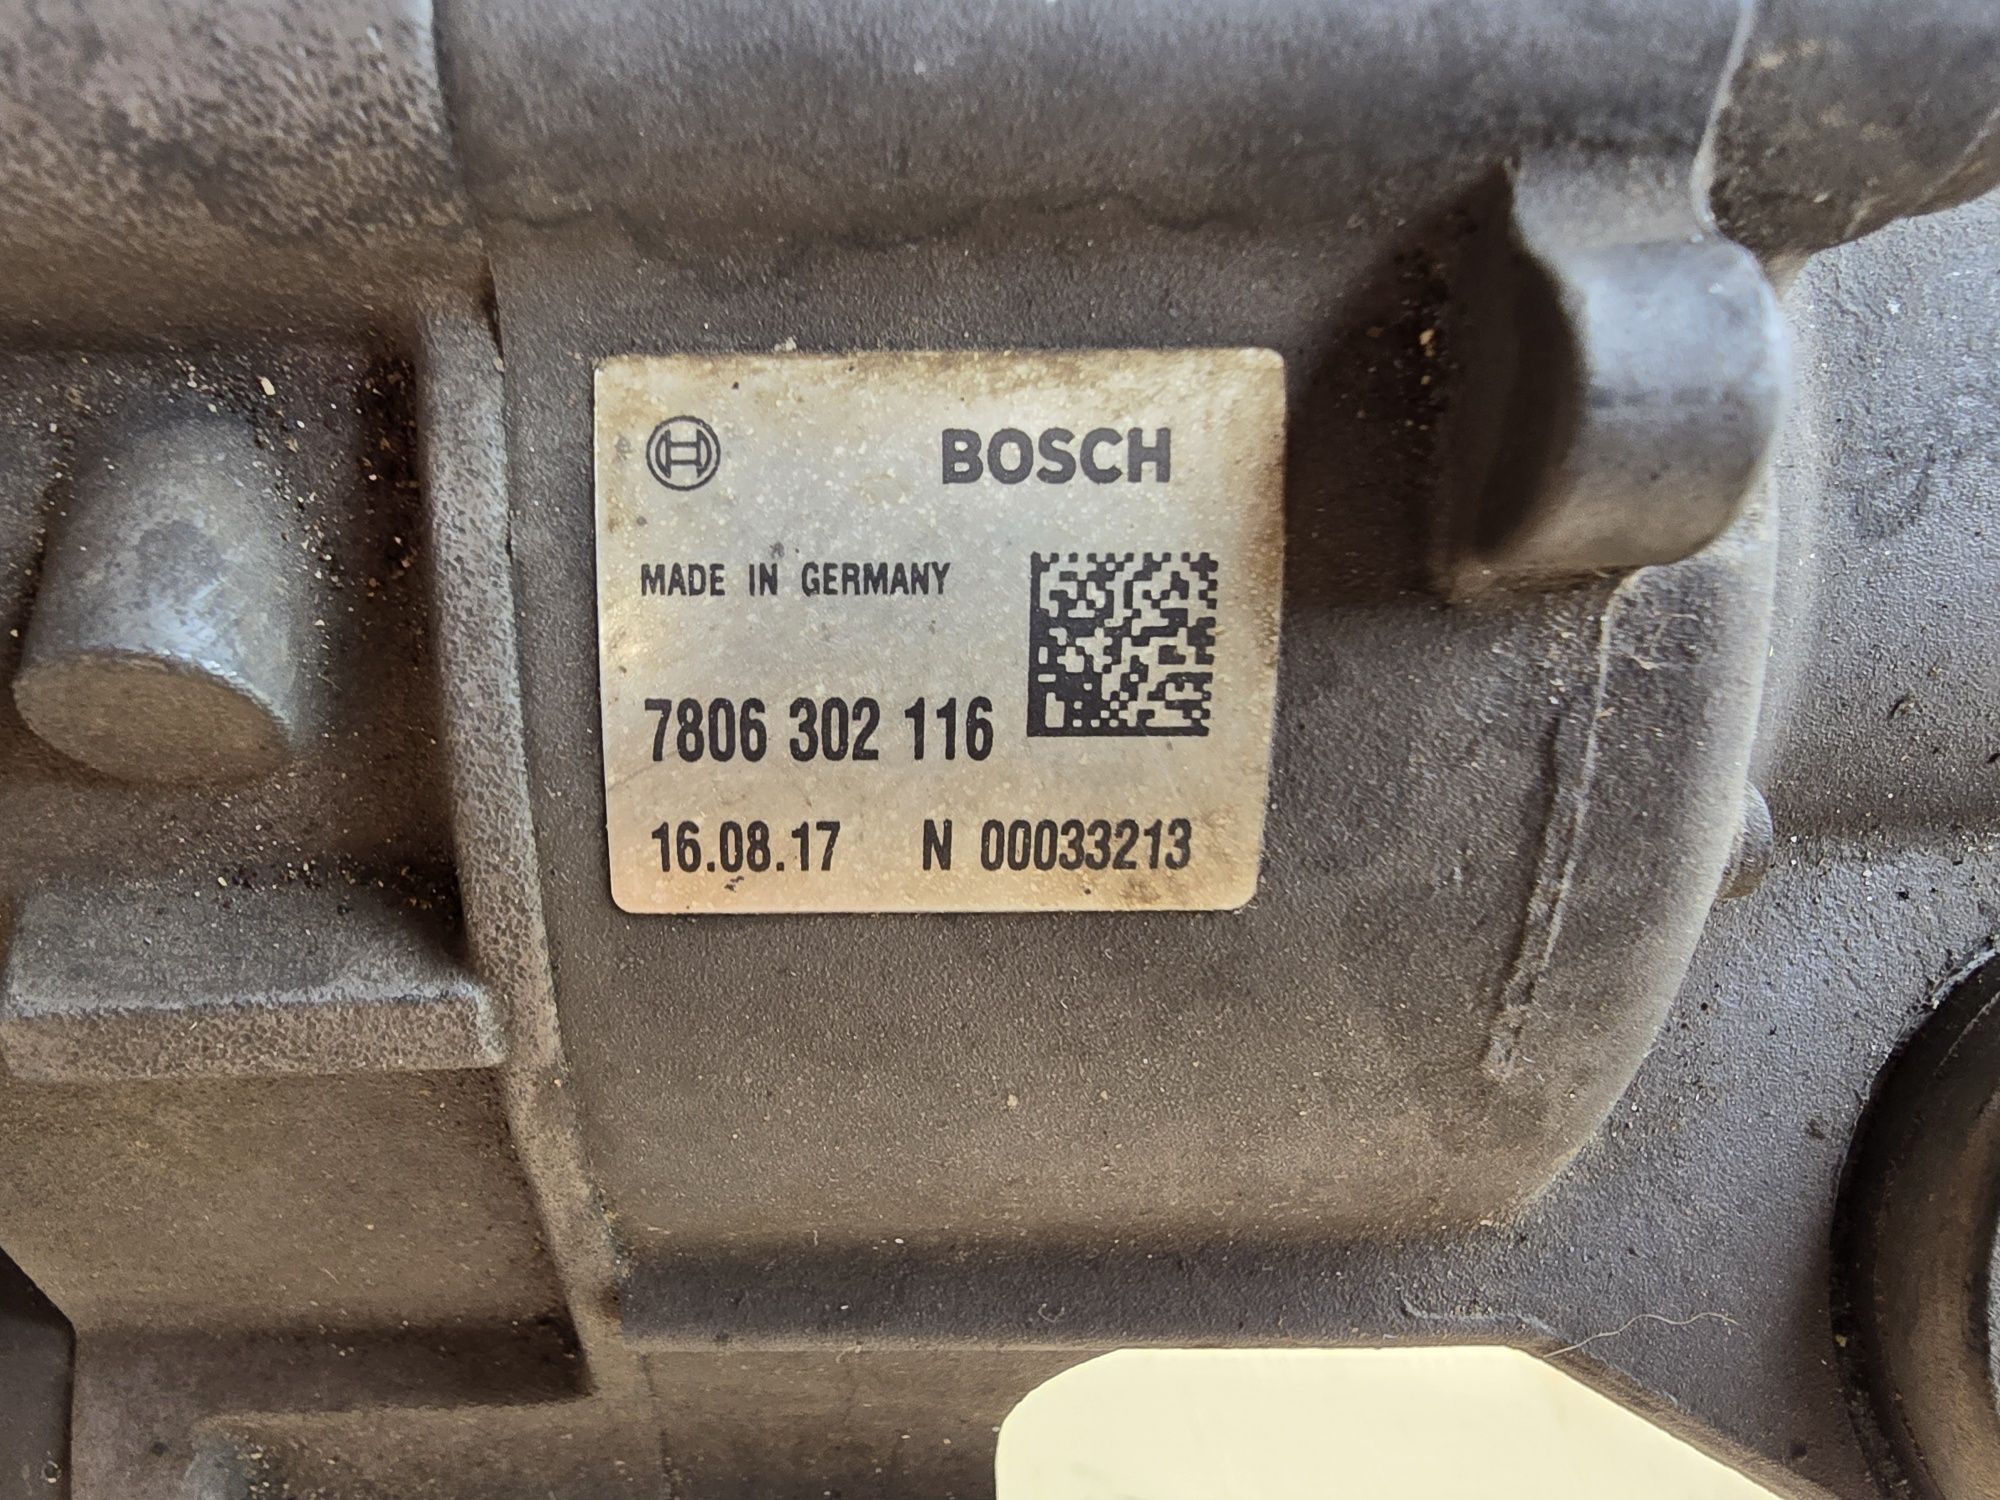 BOSCH
MADE IN GERMANY
7806 302 116
16.08.17 N 00033213